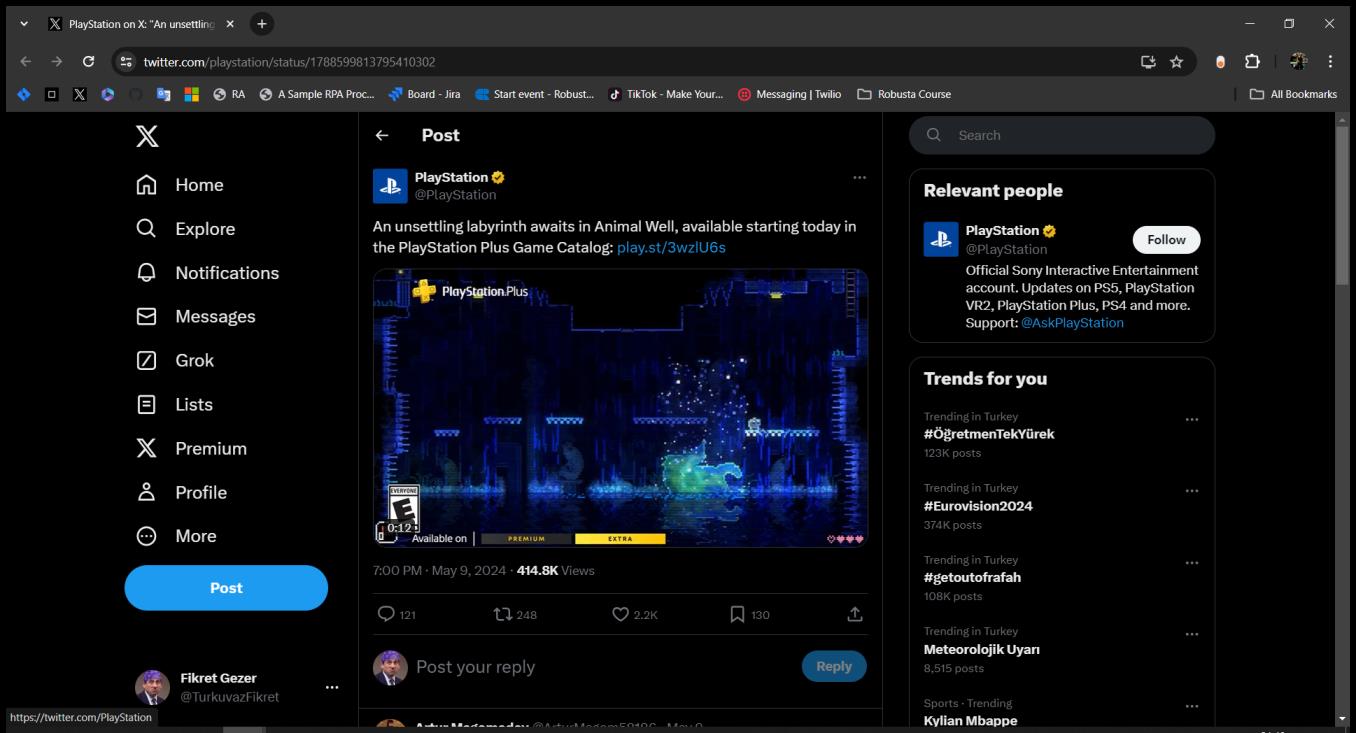 PlayStation on X: "An unsettling
twitter.com/playstation/status/1788599813795410302
RA
A Sample RPA Proc...
Board - Jira
Start event - Robust...
TikTok - Make Your...
Messaging | Twilio
Robusta Course
All Bookmarks
Home
Explore
Notifications
Messages
Grok
Lists
Premium
Profile
More
Post
Fikret Gezer
@TurkuvazFikret
https://twitter.com/PlayStation
Post
PlayStation
@PlayStation
An unsettling labyrinth awaits in Animal Well, available starting today in
the PlayStation Plus Game Catalog: play.st/3wzlU6s
PlayStation.Plus
EVERYONE
E
0:12
Available on
PREMIUM
EXTRA
7:00 PM · May 9, 2024 · 414.8K Views
121
248
2.2K
130
Post your reply
Reply
Search
Relevant people
PlayStation
@PlayStation
Follow
Official Sony Interactive Entertainment
account. Updates on PS5, PlayStation
VR2, PlayStation Plus, PS4 and more.
Support: @AskPlayStation
Trends for you
Trending in Turkey
#ÖğretmenTekYürek
123K posts
Trending in Turkey
#Eurovision2024
374K posts
Trending in Turkey
#getoutofrafah
108K posts
Trending in Turkey
Meteorolojik Uyarı
8,515 posts
Sports · Trending
Kylian Mbappe